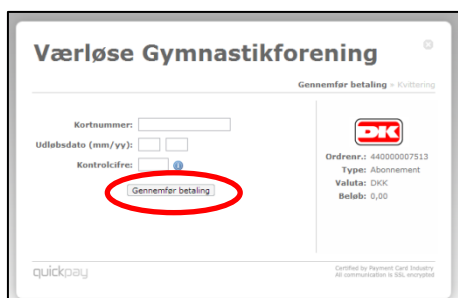 Værløse Gymnastikforening
Gennemfør betaling » Kvittering
Kortnummer:
Udløbsdato (mm/yy):
Kontrolcifre:
Gennemfør betaling
DK
Ordrenr.: 440000007513
Type: Abonnement
Valuta: DKK
Beløb: 0,00
quickpay
Certified by Payment Card Industry
All communication is SSL encrypted